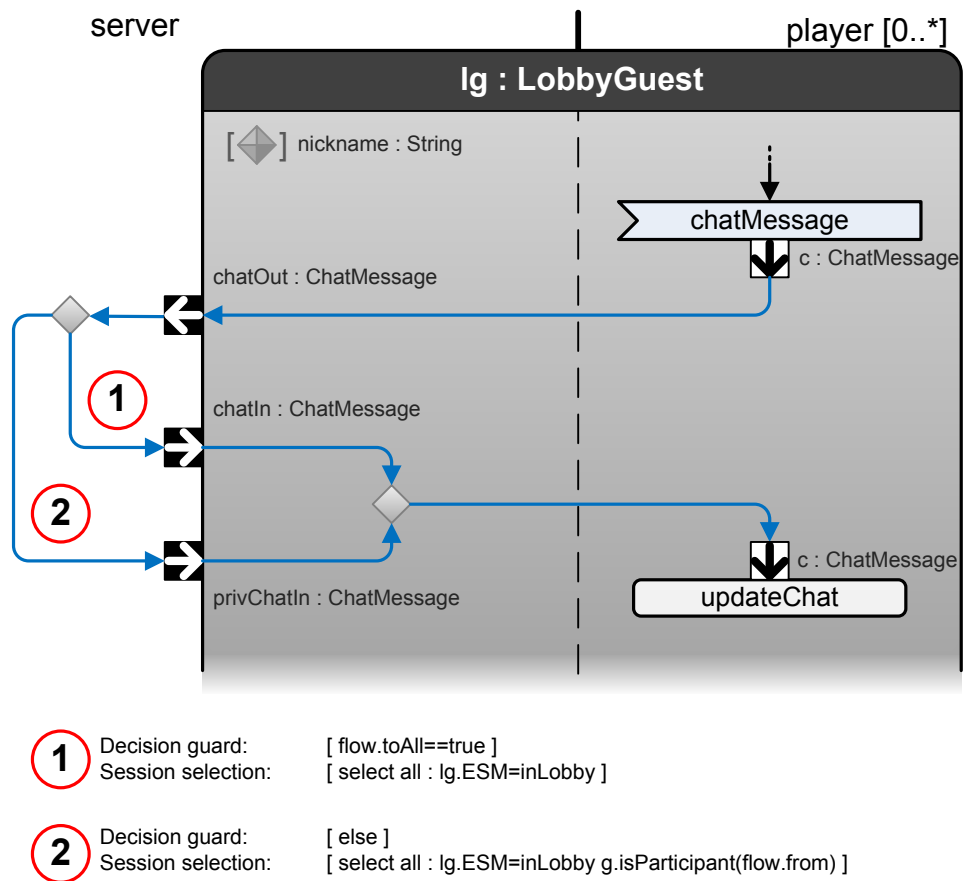 server
player [0..*]
lg : LobbyGuest
[ ] nickname : String
chatMessage
c : ChatMessage
chatOut : ChatMessage
1
chatIn : ChatMessage
2
c : ChatMessage
updateChat
privChatIn : ChatMessage
1
Decision guard: [ flow.toAll==true ]
Session selection: [ select all : lg.ESM=inLobby ]
2
Decision guard: [ else ]
Session selection: [ select all : lg.ESM=inLobby g.isParticipant(flow.from) ]